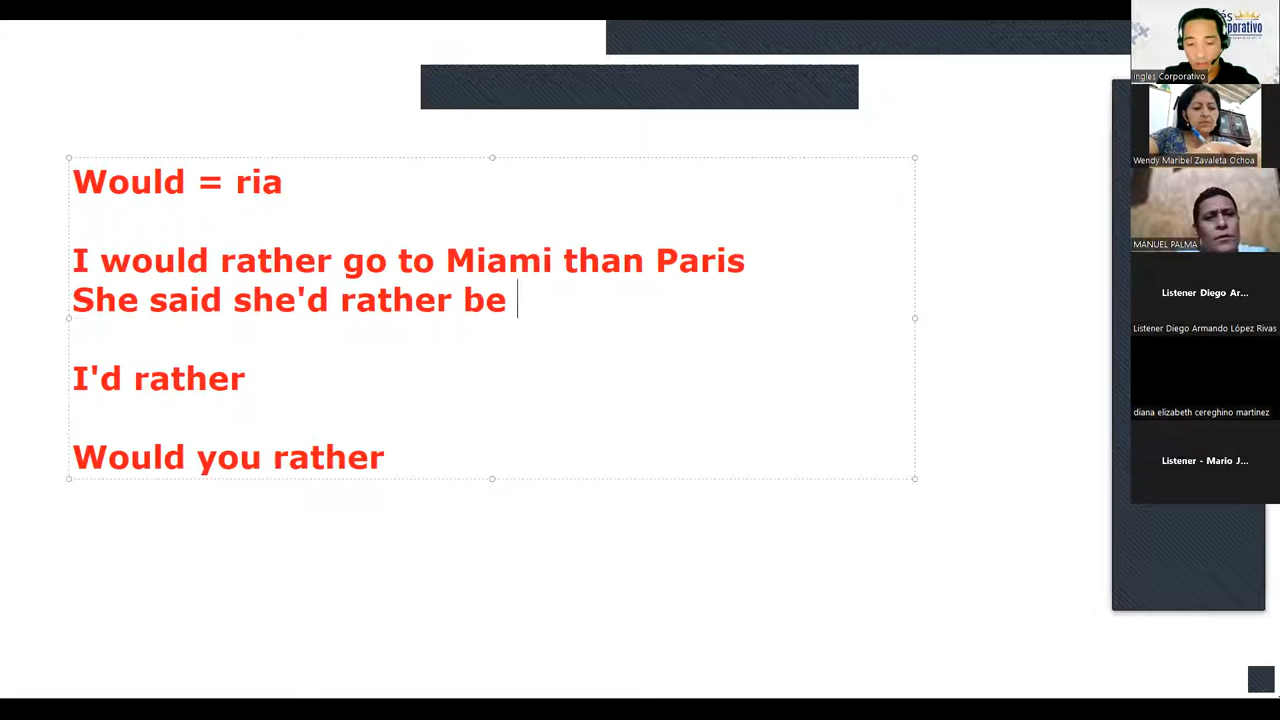 Would = ria
I would rather go to Miami than Paris
She said she'd rather be
I'd rather
Would you rather
és
porativo
Ingles Corporativo
Wendy Maribel Zavaleta Ochoa
MANUEL PALMA
Listener Diego Ar...
Listener Diego Armando López Rivas
diana elizabeth cereghino martinez
Listener - Mario J...